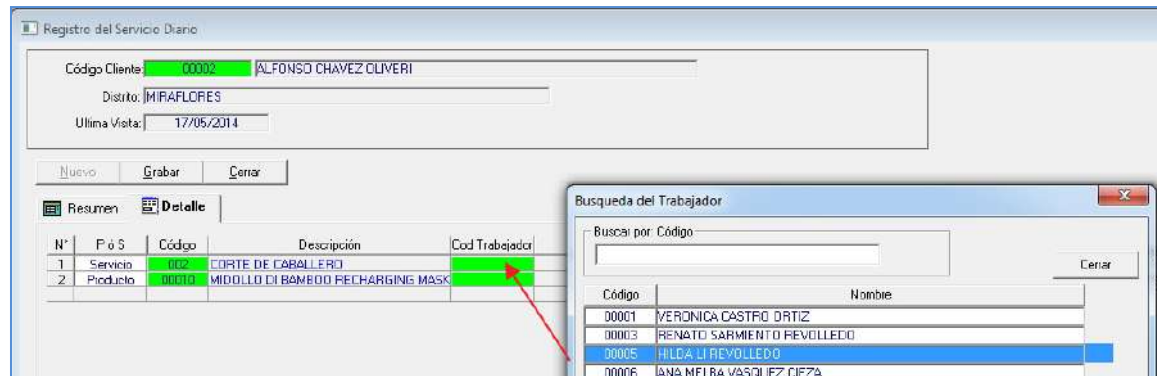 Registro del Servicio Diario
Código Cliente: 00002 ALFONSO CHAVEZ OLIVERI
Distrito: MIRAFLORES
Ultima Visita: 17/05/2014
Nuevo Grabar Cerrar
Resumen Detalle
N° P ó S Código Descripción Cod Trabajador
1 Servicio 002 CORTE DE CABALLERO
2 Producto 00010 MIDOLLO DI BAMBOO RECHARGING MASK
Busqueda del Trabajador
Buscar por: Código
Cerrar
Código Nombre
00001 VERONICA CASTRO ORTIZ
00003 RENATO SARMIENTO REVOLLEDO
00005 HILDA LI REVOLLEDO
00006 ANA MELBA VASQUEZ CIEZA